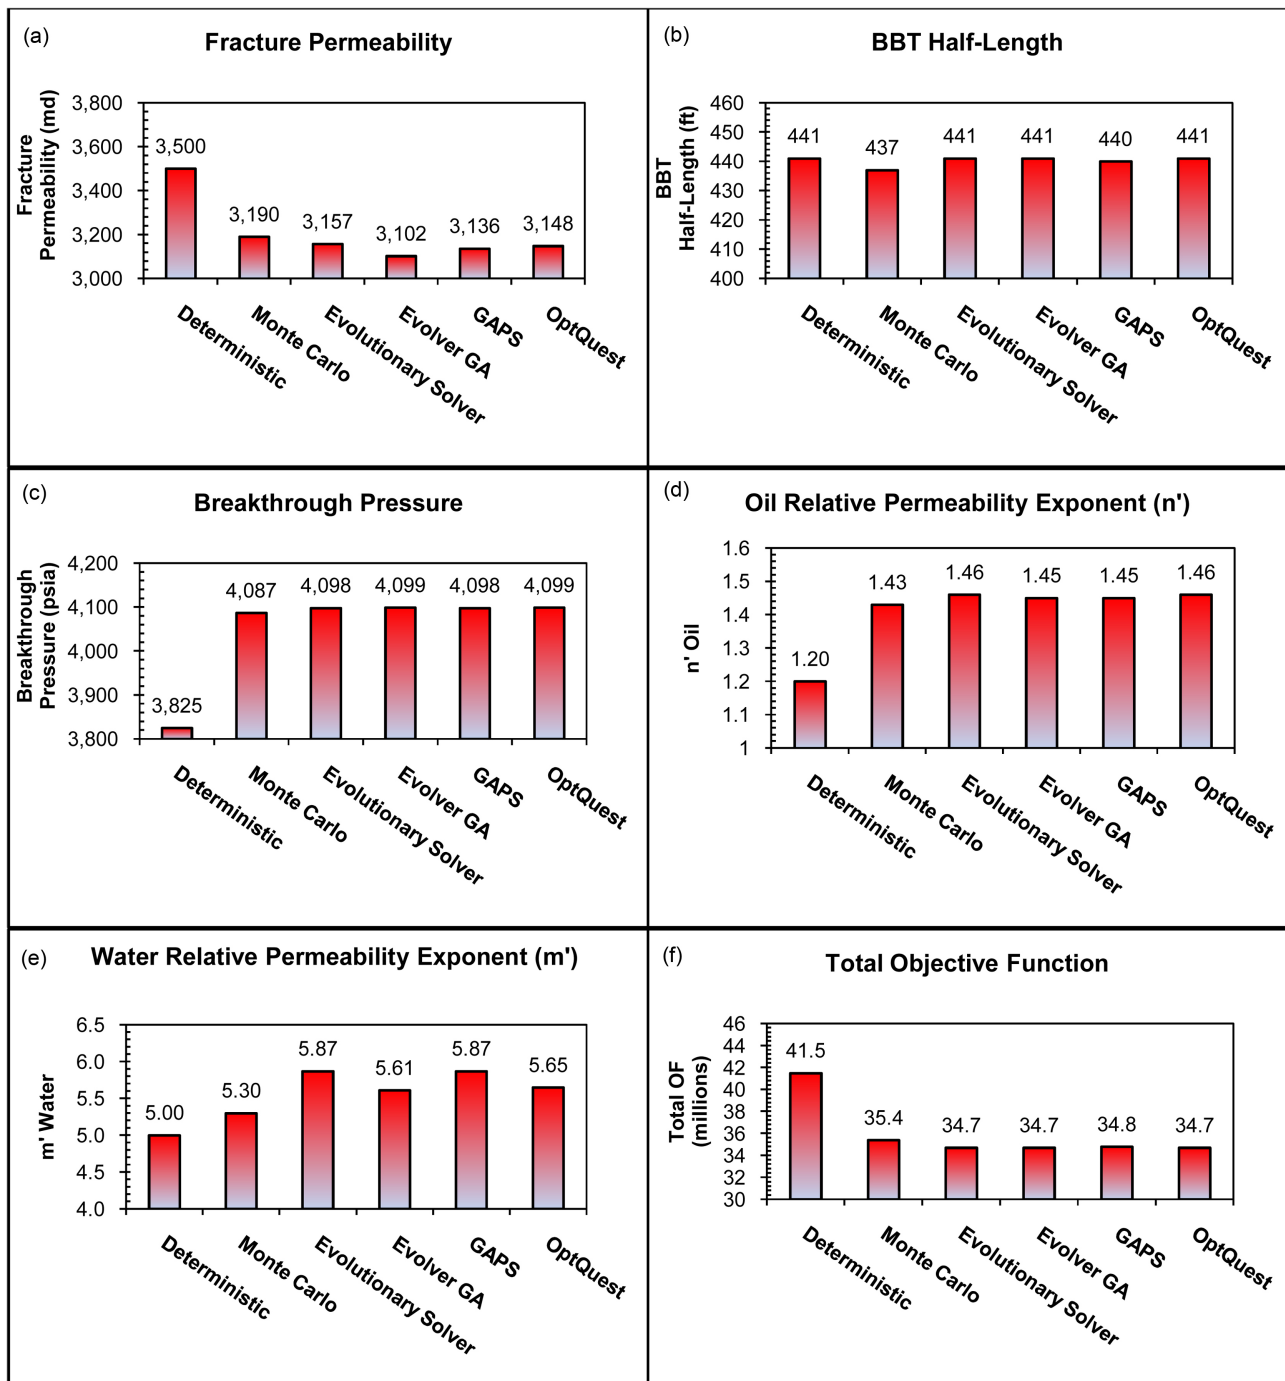 (a)
Fracture Permeability
Fracture
Permeability (md)
3,800
3,600
3,400
3,200
3,000
3,500
3,190
3,157
3,102
3,136
3,148
Deterministic
Monte Carlo
Evolutionary Solver
Evolver GA
GAPS
OptQuest
(b)
BBT Half-Length
BBT
Half-Length (ft)
460
450
440
430
420
410
400
441
437
441
441
440
441
Deterministic
Monte Carlo
Evolutionary Solver
Evolver GA
GAPS
OptQuest
(c)
Breakthrough Pressure
Breakthrough
Pressure (psia)
4,200
4,100
4,000
3,900
3,800
3,825
4,087
4,098
4,099
4,098
4,099
Deterministic
Monte Carlo
Evolutionary Solver
Evolver GA
GAPS
OptQuest
(d)
Oil Relative Permeability Exponent (n')
n' Oil
1.6
1.5
1.4
1.3
1.2
1.1
1
1.20
1.43
1.46
1.45
1.45
1.46
Deterministic
Monte Carlo
Evolutionary Solver
Evolver GA
GAPS
OptQuest
(e)
Water Relative Permeability Exponent (m')
m' Water
6.5
6.0
5.5
5.0
4.5
4.0
5.00
5.30
5.87
5.61
5.87
5.65
Deterministic
Monte Carlo
Evolutionary Solver
Evolver GA
GAPS
OptQuest
(f)
Total Objective Function
Total OF
(millions)
46
44
42
40
38
36
34
32
30
41.5
35.4
34.7
34.7
34.8
34.7
Deterministic
Monte Carlo
Evolutionary Solver
Evolver GA
GAPS
OptQuest